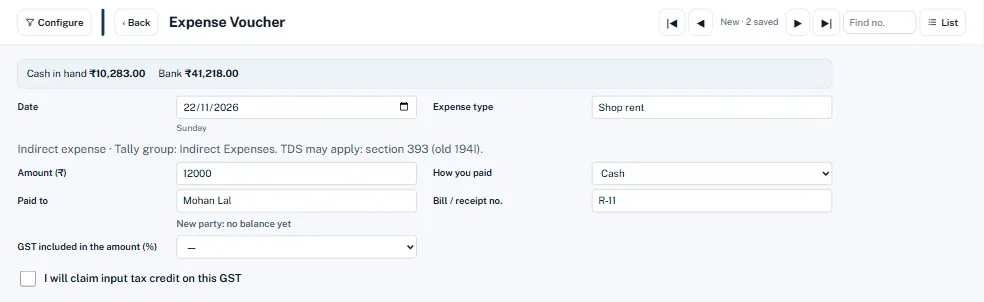 Configure ‹ Back Expense Voucher New · 2 saved Find no. List
Cash in hand ₹10,283.00 Bank ₹41,218.00
Date 22/11/2026 Expense type Shop rent
Sunday
Indirect expense · Tally group: Indirect Expenses. TDS may apply: section 393 (old 194I).
Amount (₹) 12000 How you paid Cash
Paid to Mohan Lal Bill / receipt no. R-11
New party: no balance yet
GST included in the amount (%) —
I will claim input tax credit on this GST